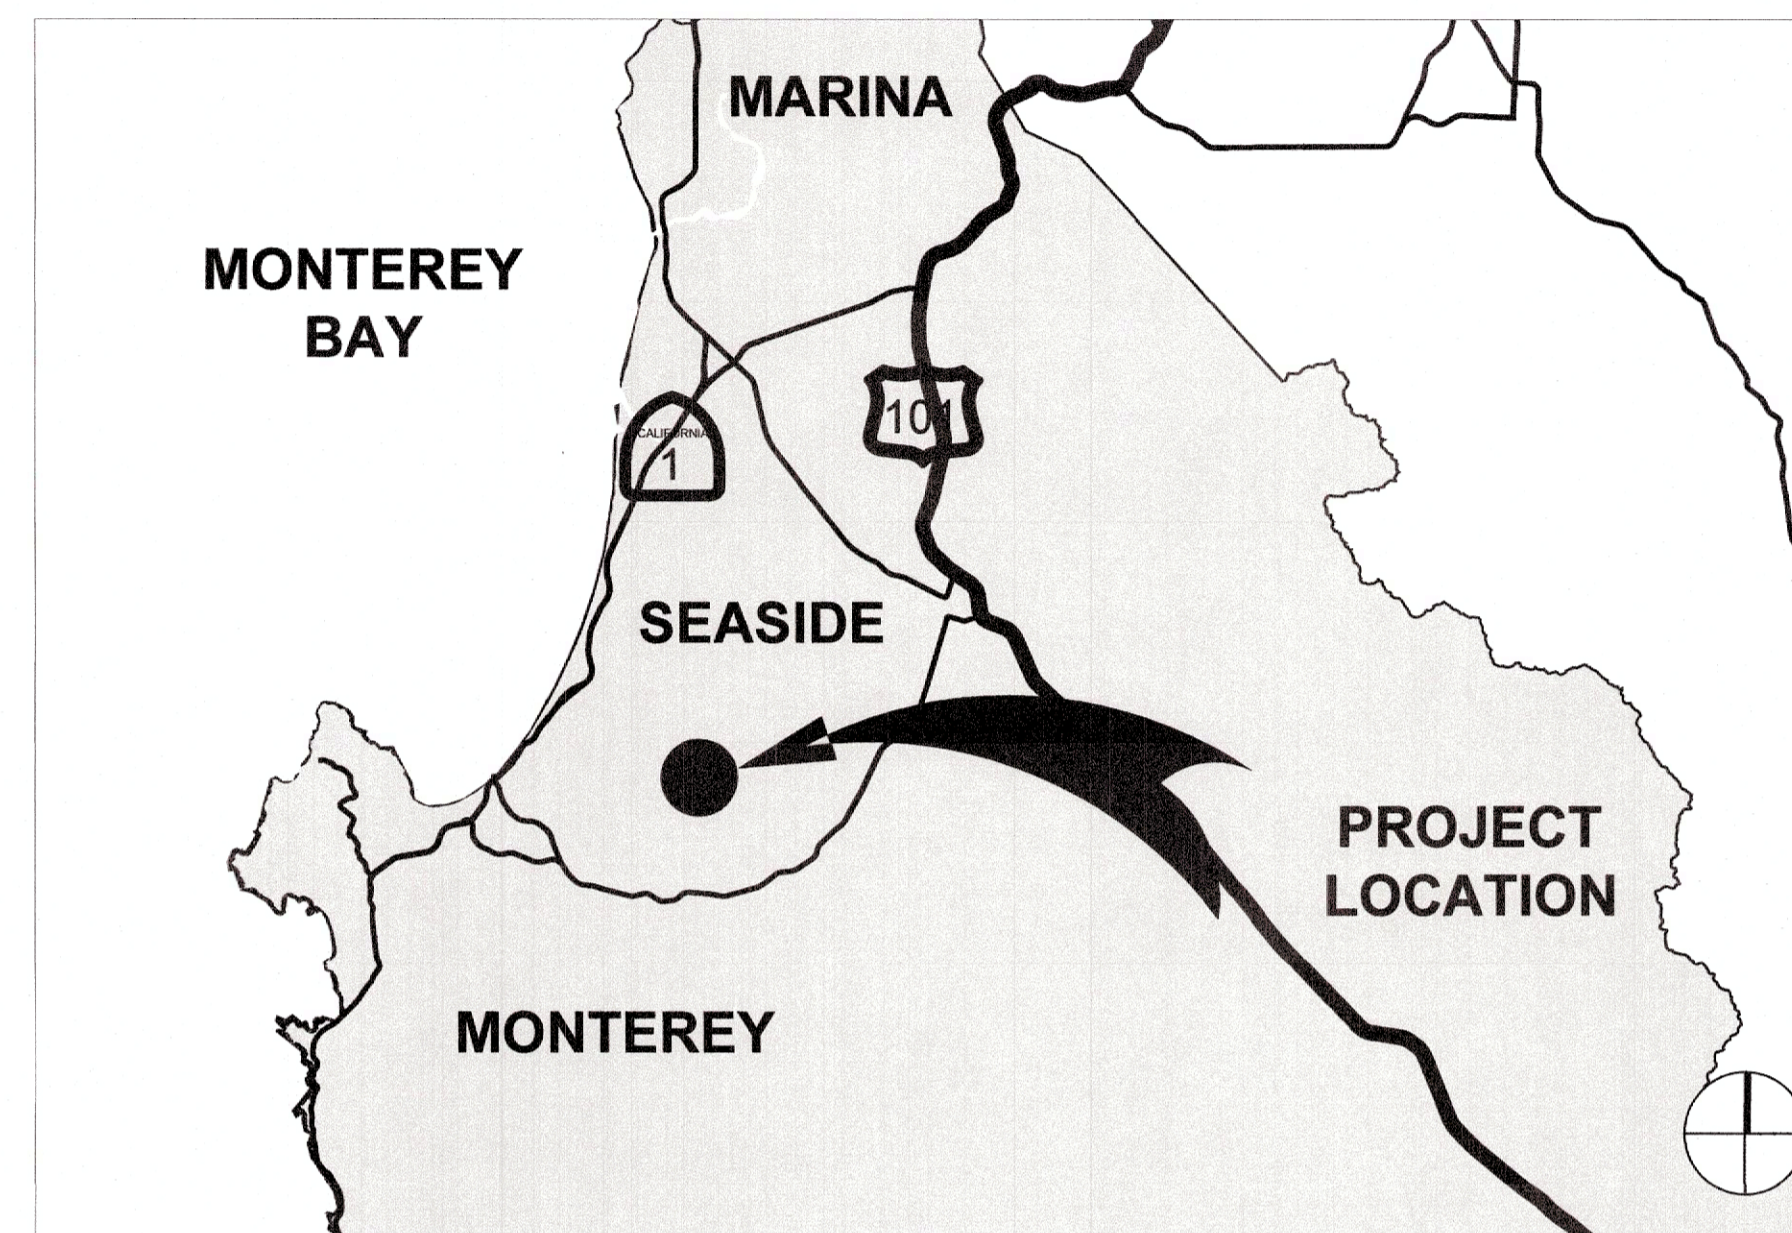 MARINA
MONTEREY
BAY
101
CALIFORNIA
1
SEASIDE
PROJECT
LOCATION
MONTEREY